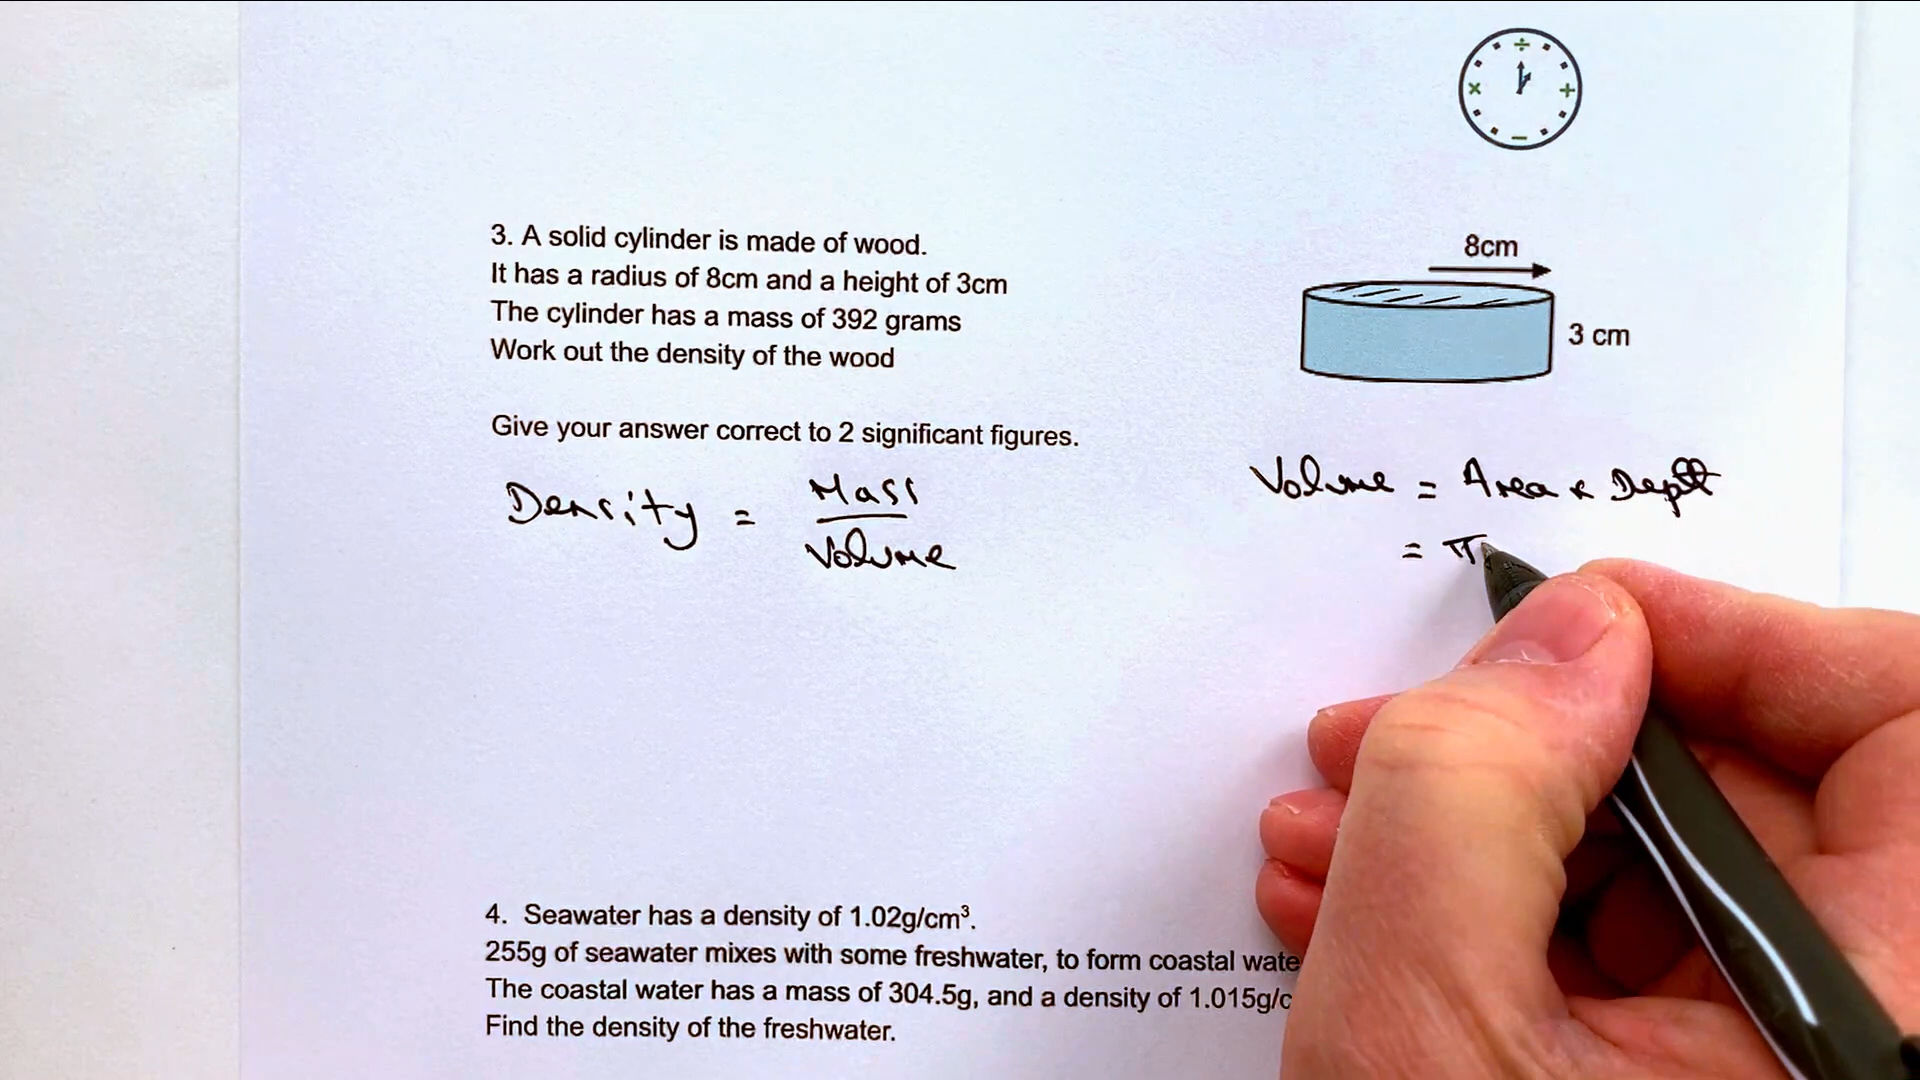 8cm
3. A solid cylinder is made of wood.
It has a radius of 8cm and a height of 3cm
The cylinder has a mass of 392 grams
Work out the density of the wood
3 cm
Give your answer correct to 2 significant figures.
Density = Mass
Volume
Volume = Area × Depth
= π
4. Seawater has a density of 1.02g/cm³.
255g of seawater mixes with some freshwater, to form coastal wate
The coastal water has a mass of 304.5g, and a density of 1.015g/c
Find the density of the freshwater.